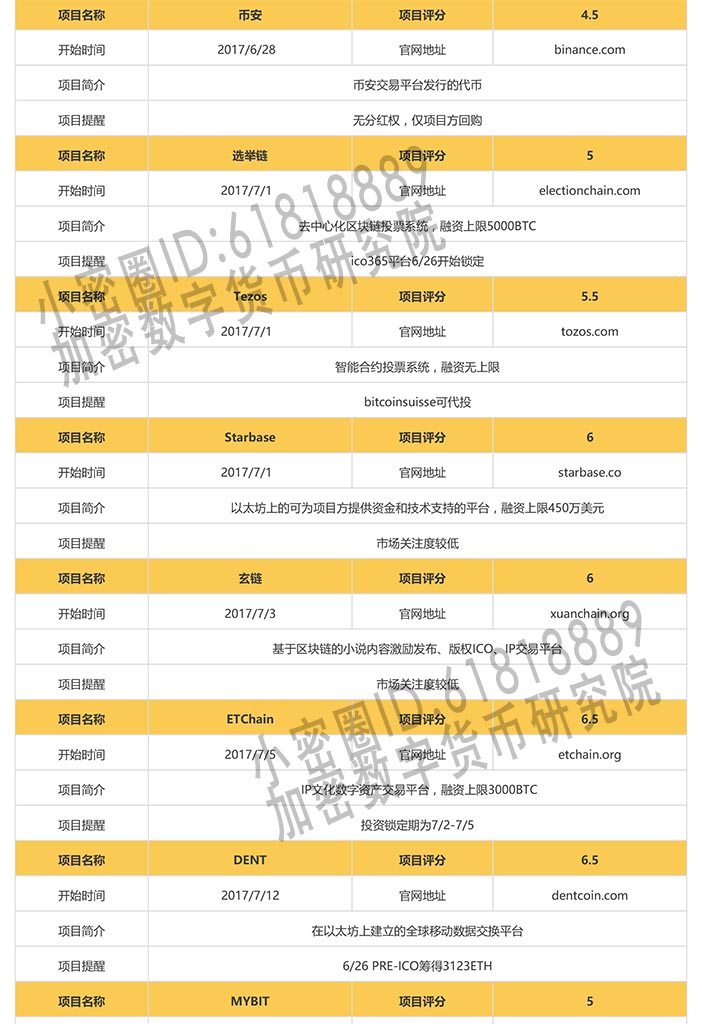 项目名称 币安 项目评分 4.5
开始时间 2017/6/28 官网地址 binance.com
项目简介 币安交易平台发行的代币
项目提醒 无分红权，仅项目方回购
项目名称 选举链 项目评分 5
开始时间 2017/7/1 官网地址 electionchain.com
项目简介 去中心化区块链投票系统，融资上限5000BTC
项目提醒 ico365平台6/26开始锁定
项目名称 Tezos 项目评分 5.5
开始时间 2017/7/1 官网地址 tozos.com
项目简介 智能合约投票系统，融资无上限
项目提醒 bitcoinsuisse可代投
小密圈ID:61818889
加密数字货币研究院
项目名称 Starbase 项目评分 6
开始时间 2017/7/1 官网地址 starbase.co
项目简介 以太坊上的可为项目方提供资金和技术支持的平台，融资上限450万美元
项目提醒 市场关注度较低
项目名称 玄链 项目评分 6
开始时间 2017/7/3 官网地址 xuanchain.org
项目简介 基于区块链的小说内容激励发布、版权ICO、IP交易平台
项目提醒 市场关注度较低
项目名称 ETChain 项目评分 6.5
开始时间 2017/7/5 官网地址 etchain.org
项目简介 IP文化数字资产交易平台，融资上限3000BTC
项目提醒 投资锁定期为7/2-7/5
小密圈ID:61818889
加密数字货币研究院
项目名称 DENT 项目评分 6.5
开始时间 2017/7/12 官网地址 dentcoin.com
项目简介 在以太坊上建立的全球移动数据交换平台
项目提醒 6/26 PRE-ICO筹得3123ETH
项目名称 MYBIT 项目评分 5